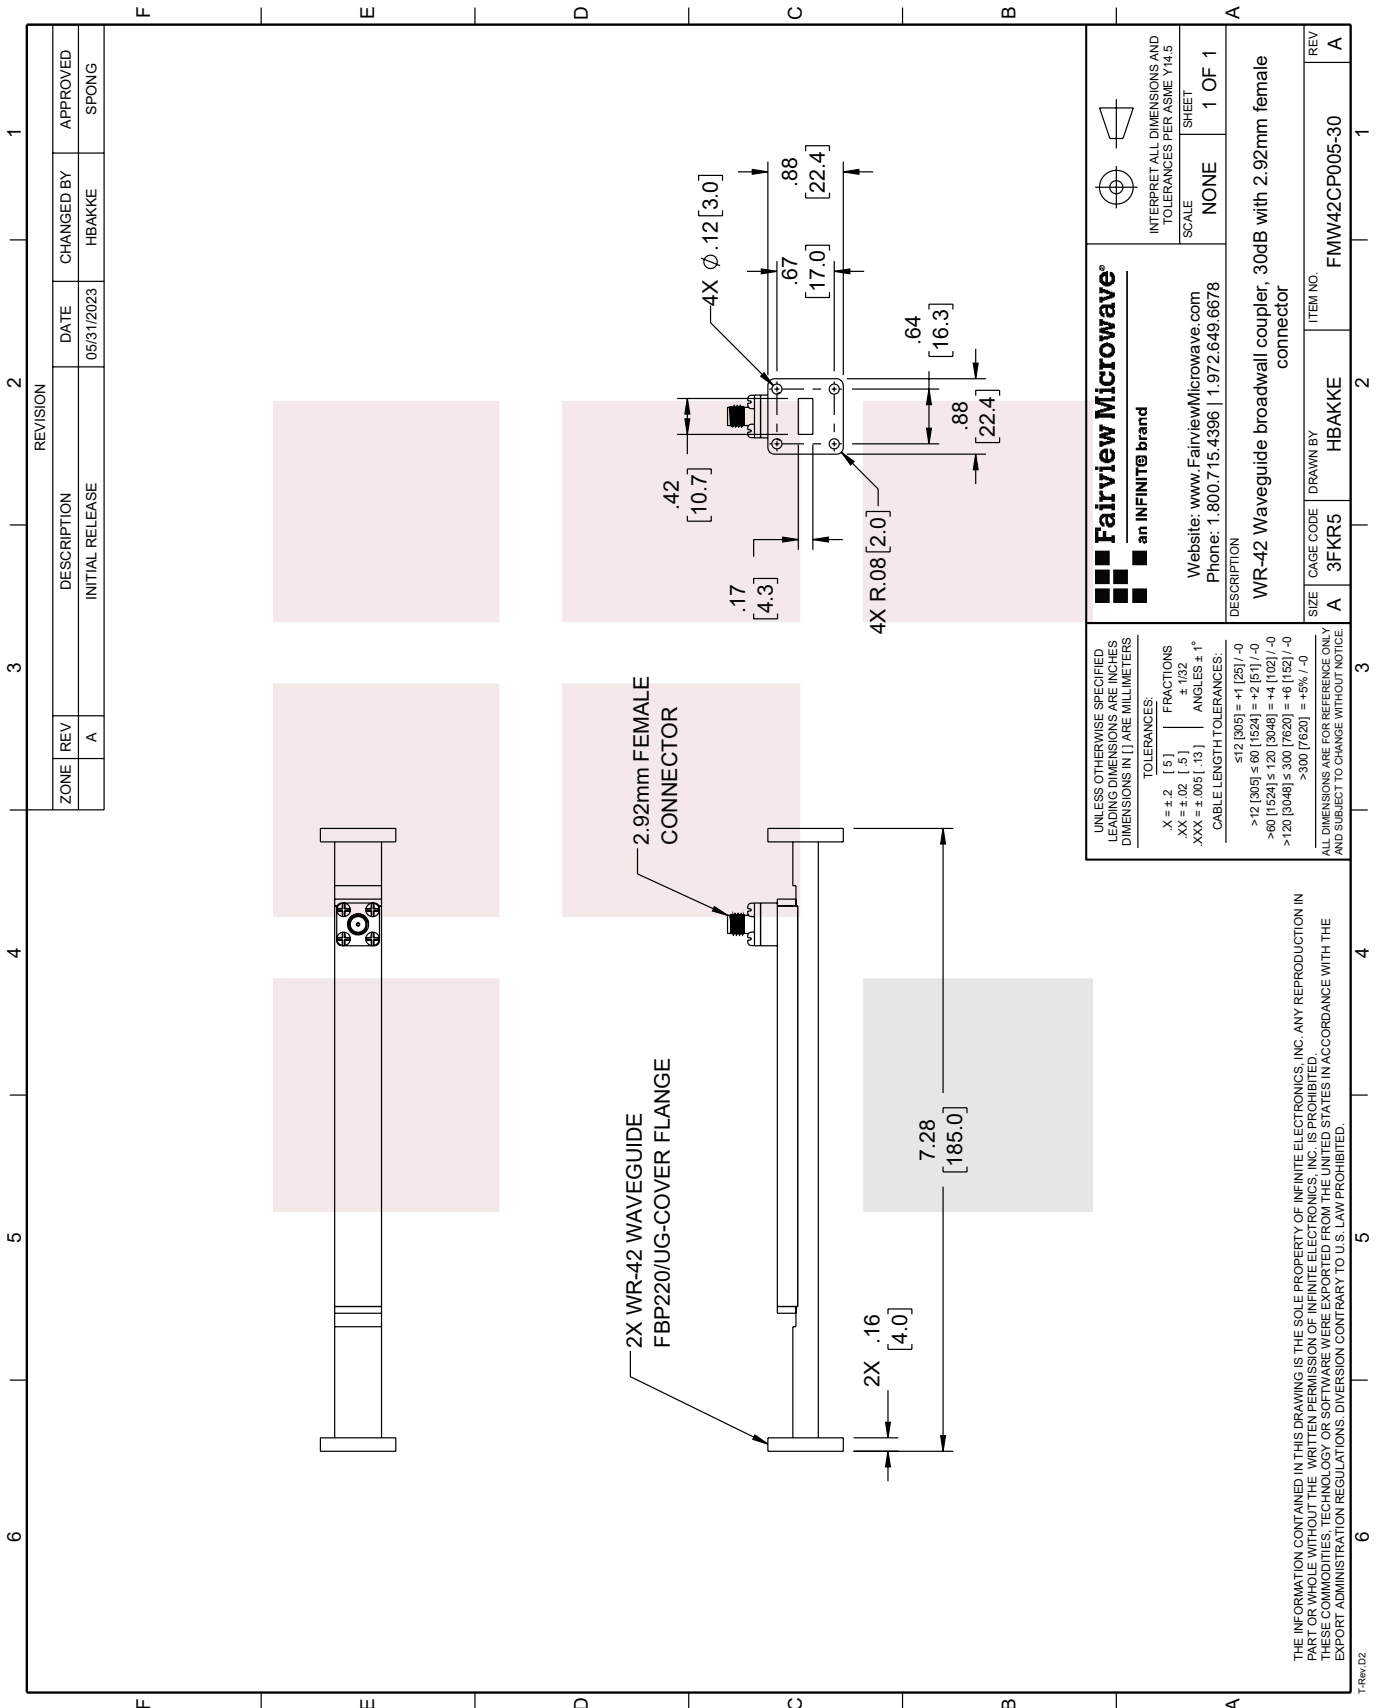 REVISION
ZONE REV DESCRIPTION DATE CHANGED BY APPROVED
A INITIAL RELEASE 05/31/2023 HBAKKE SPONG
6 5 4 3 2 1
F
E
D
C
B
A
2X WR-42 WAVEGUIDE
FBP220/UG-COVER FLANGE
2.92mm FEMALE
CONNECTOR
2X .16
[4.0]
7.28
[185.0]
.17
[4.3]
.42
[10.7]
4X R.08 [2.0]
4X Ø.12 [3.0]
.67
[17.0]
.88
[22.4]
.64
[16.3]
.88
[22.4]
UNLESS OTHERWISE SPECIFIED
LEADING DIMENSIONS ARE INCHES
DIMENSIONS IN [ ] ARE MILLIMETERS
TOLERANCES:
.X = ± .2 [ 5 ] FRACTIONS
.XX = ± .02 [ .5 ] ± 1/32
.XXX = ± .005 [ .13 ] ANGLES ± 1°
CABLE LENGTH TOLERANCES:
≤12 [305] = +1 [25] / -0
>12 [305] ≤ 60 [1524] = +2 [51] / -0
>60 [1524] ≤ 120 [3048] = +4 [102] / -0
>120 [3048] ≤ 300 [7620] = +6 [152] / -0
>300 [7620] = +5% / -0
ALL DIMENSIONS ARE FOR REFERENCE ONLY
AND SUBJECT TO CHANGE WITHOUT NOTICE.
Fairview Microwave®
an INFINIT℮ brand
Website: www.FairviewMicrowave.com
Phone: 1.800.715.4396 | 1.972.649.6678
INTERPRET ALL DIMENSIONS AND
TOLERANCES PER ASME Y14.5
SCALE SHEET
NONE 1 OF 1
DESCRIPTION
WR-42 Waveguide broadwall coupler, 30dB with 2.92mm female
connector
SIZE CAGE CODE DRAWN BY ITEM NO. REV
A 3FKR5 HBAKKE FMW42CP005-30 A
THE INFORMATION CONTAINED IN THIS DRAWING IS THE SOLE PROPERTY OF INFINITE ELECTRONICS, INC. ANY REPRODUCTION IN
PART OR WHOLE WITHOUT THE WRITTEN PERMISSION OF INFINITE ELECTRONICS, INC. IS PROHIBITED.
THESE COMMODITIES, TECHNOLOGY OR SOFTWARE WERE EXPORTED FROM THE UNITED STATES IN ACCORDANCE WITH THE
EXPORT ADMINISTRATION REGULATIONS. DIVERSION CONTRARY TO U.S. LAW PROHIBITED.
6 5 4 3 2 1
F
E
D
C
B
A
T-Rev.D2